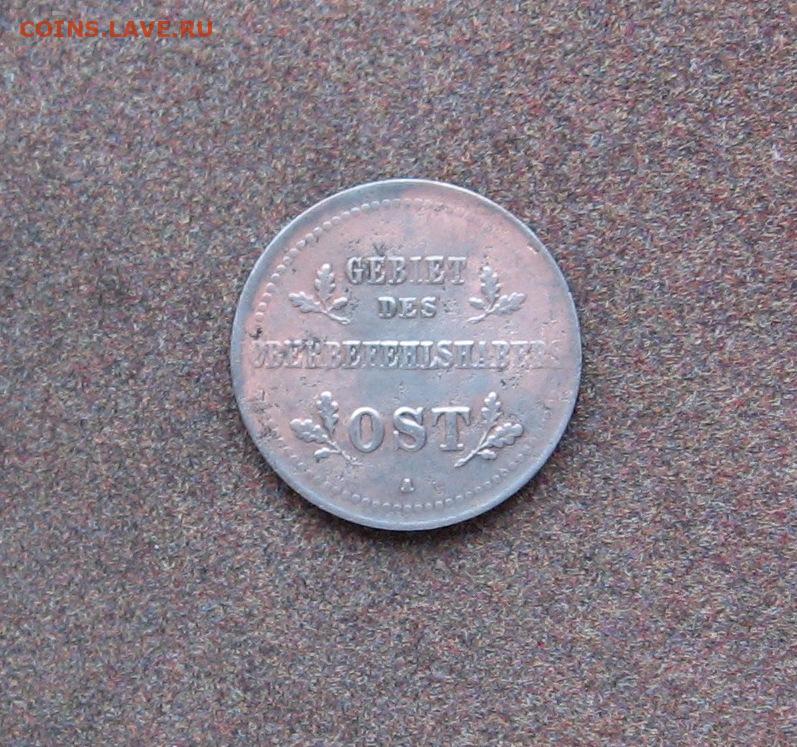 COINS.LAVE.RU
GEBIET
DES
OBERBEFEHLSHABERS
OST
A